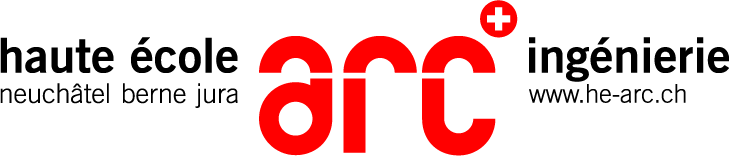 haute école
neuchâtel berne jura
arc
ingénierie
www.he-arc.ch